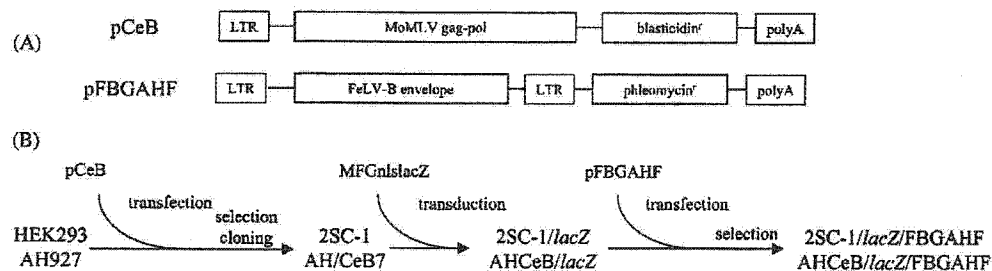 (A)
pCeB LTR MoMLV gag-pol blasticidinʳ polyA
pFBGAHF LTR FeLV-B envelope LTR phleomycinʳ polyA
(B)
pCeB MFGnlslacZ pFBGAHF
transfection selection cloning transduction transfection selection
HEK293 2SC-1 2SC-1/lacZ 2SC-1/lacZ/FBGAHF
AH927 AH/CeB7 AHCeB/lacZ AHCeB/lacZ/FBGAHF